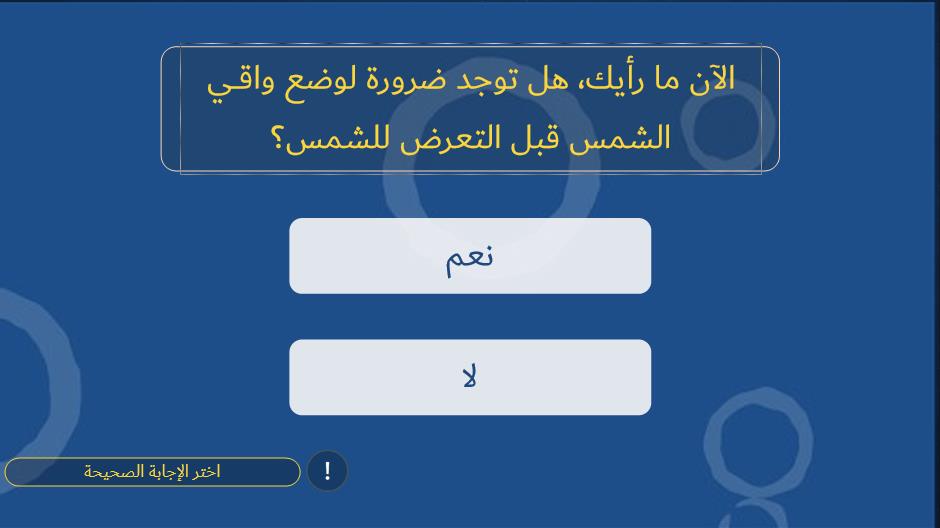 الآن ما رأيك، هل توجد ضرورة لوضع واقي
الشمس قبل التعرض للشمس؟
نعم
لا
اختر الإجابة الصحيحة
!